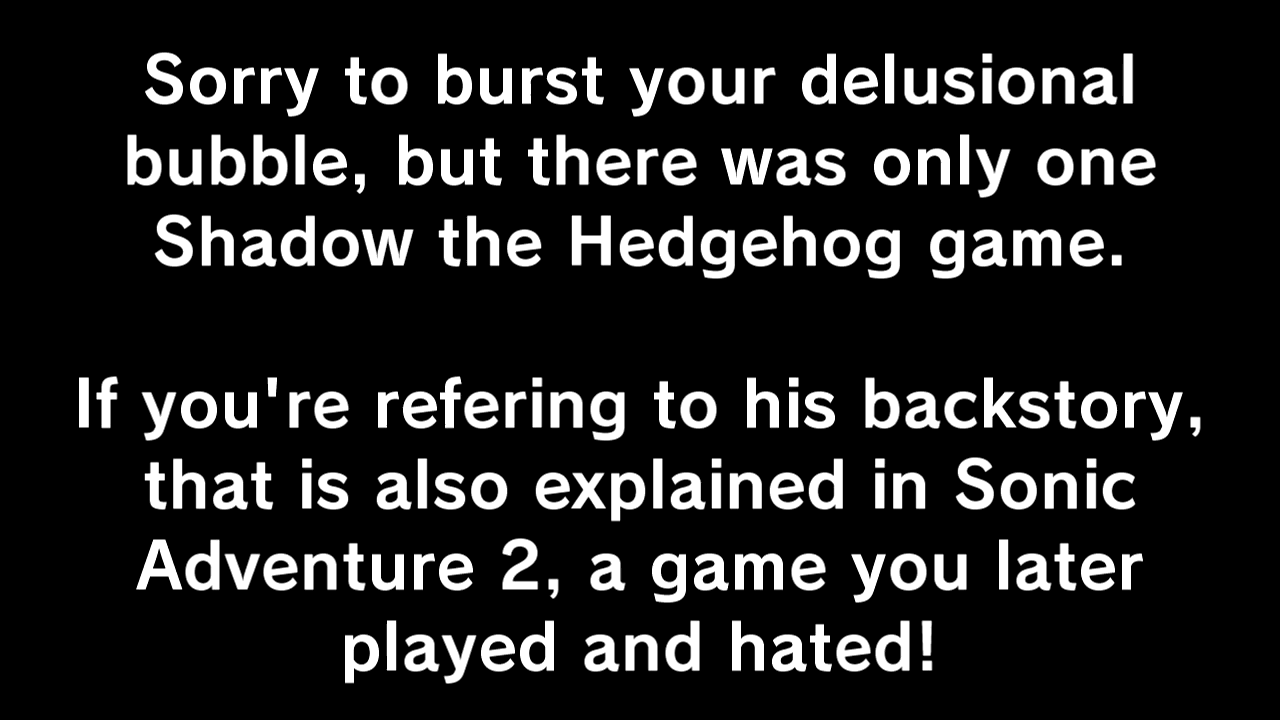 Sorry to burst your delusional
bubble, but there was only one
Shadow the Hedgehog game.
If you're refering to his backstory,
that is also explained in Sonic
Adventure 2, a game you later
played and hated!